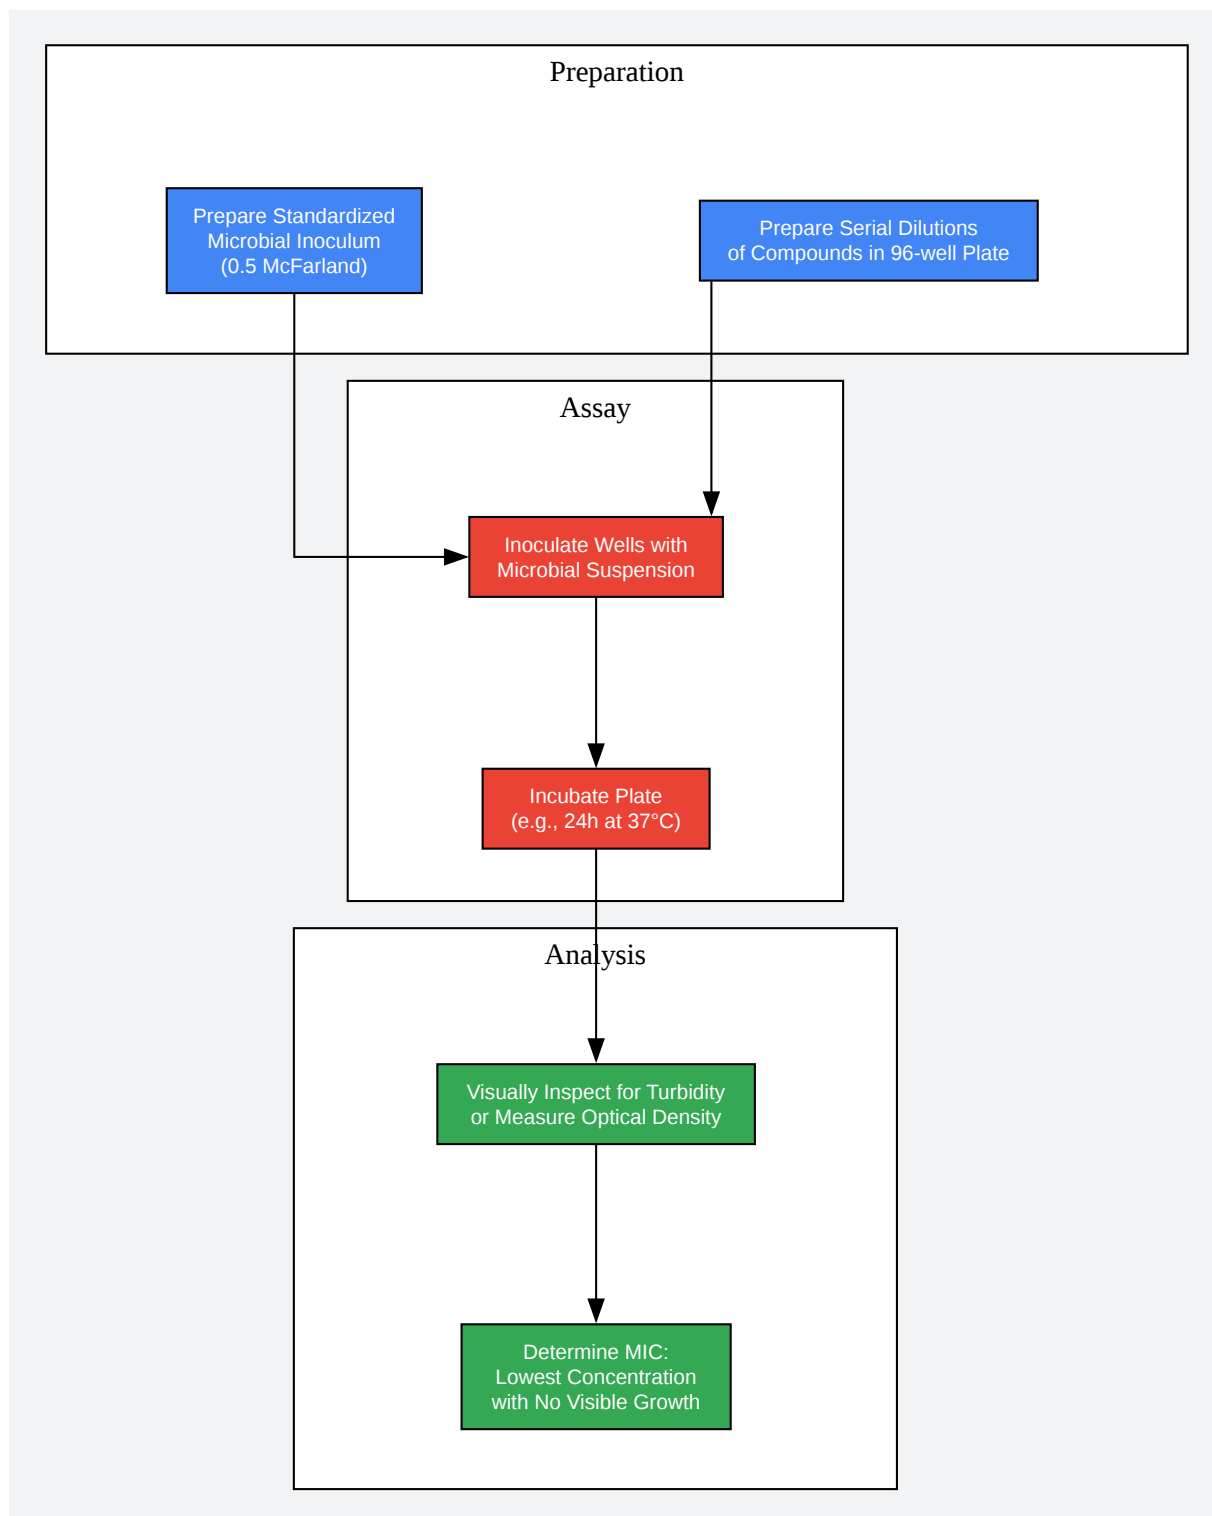 Preparation
Prepare Standardized
Microbial Inoculum
(0.5 McFarland)
Prepare Serial Dilutions
of Compounds in 96-well Plate
Assay
Inoculate Wells with
Microbial Suspension
Incubate Plate
(e.g., 24h at 37°C)
Analysis
Visually Inspect for Turbidity
or Measure Optical Density
Determine MIC:
Lowest Concentration
with No Visible Growth